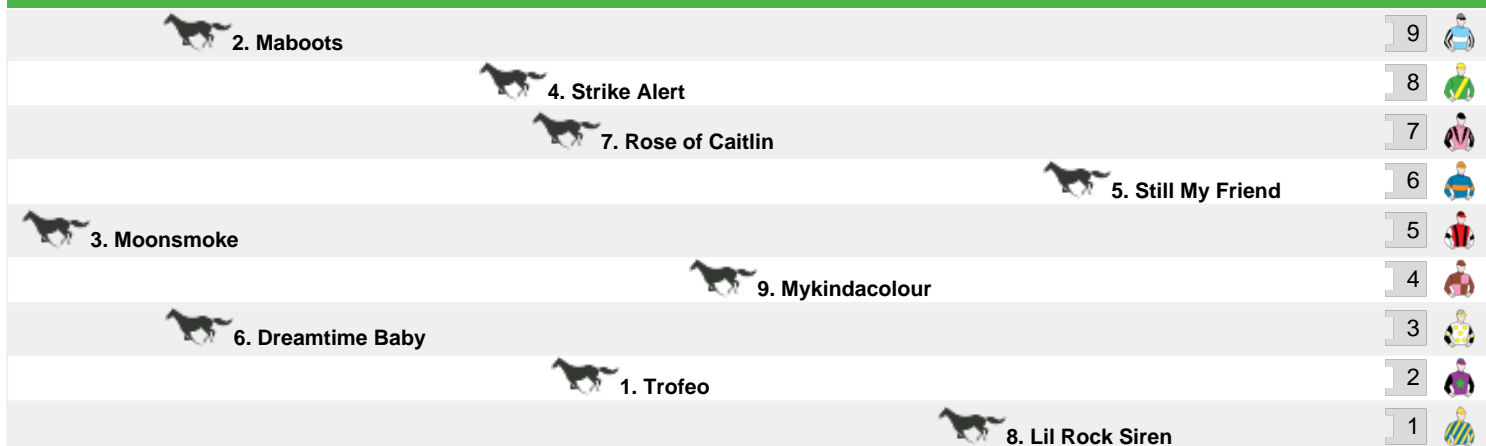 2. Maboots 9
4. Strike Alert 8
7. Rose of Caitlin 7
5. Still My Friend 6
3. Moonsmoke 5
9. Mykindacolour 4
6. Dreamtime Baby 3
1. Trofeo 2
8. Lil Rock Siren 1